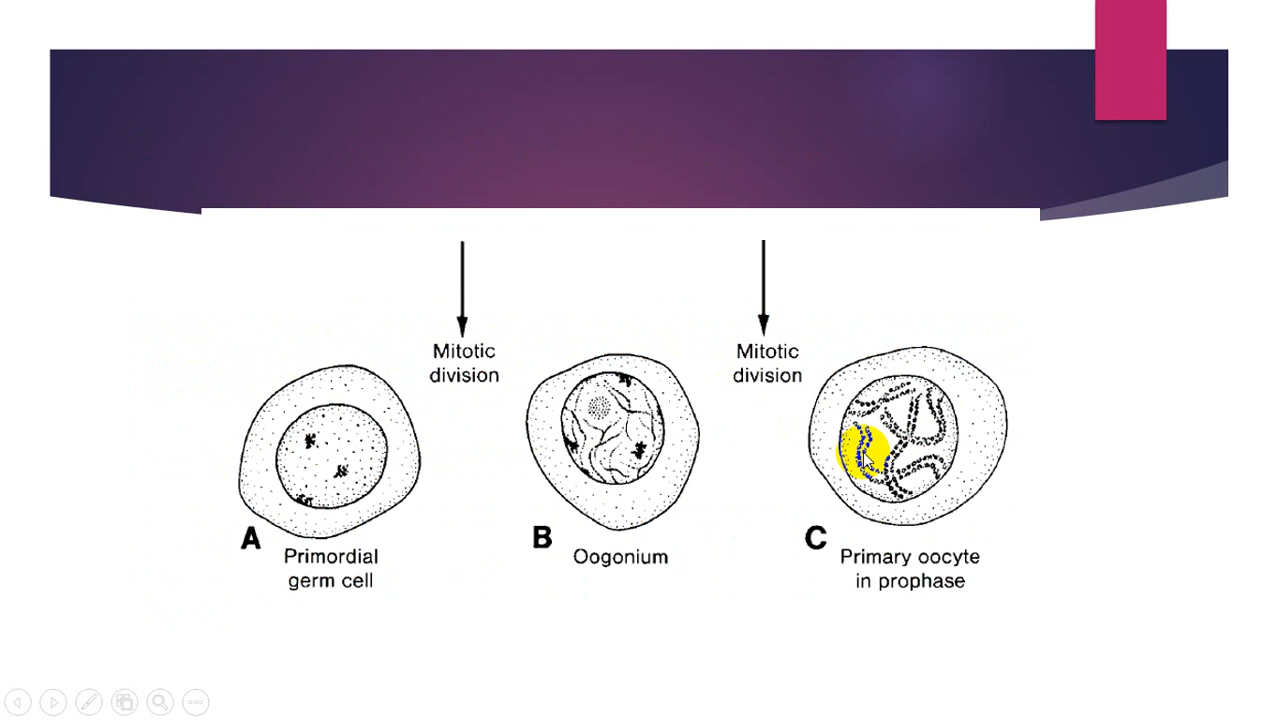 Mitotic
division
Mitotic
division
A
Primordial
germ cell
B
Oogonium
C
Primary oocyte
in prophase